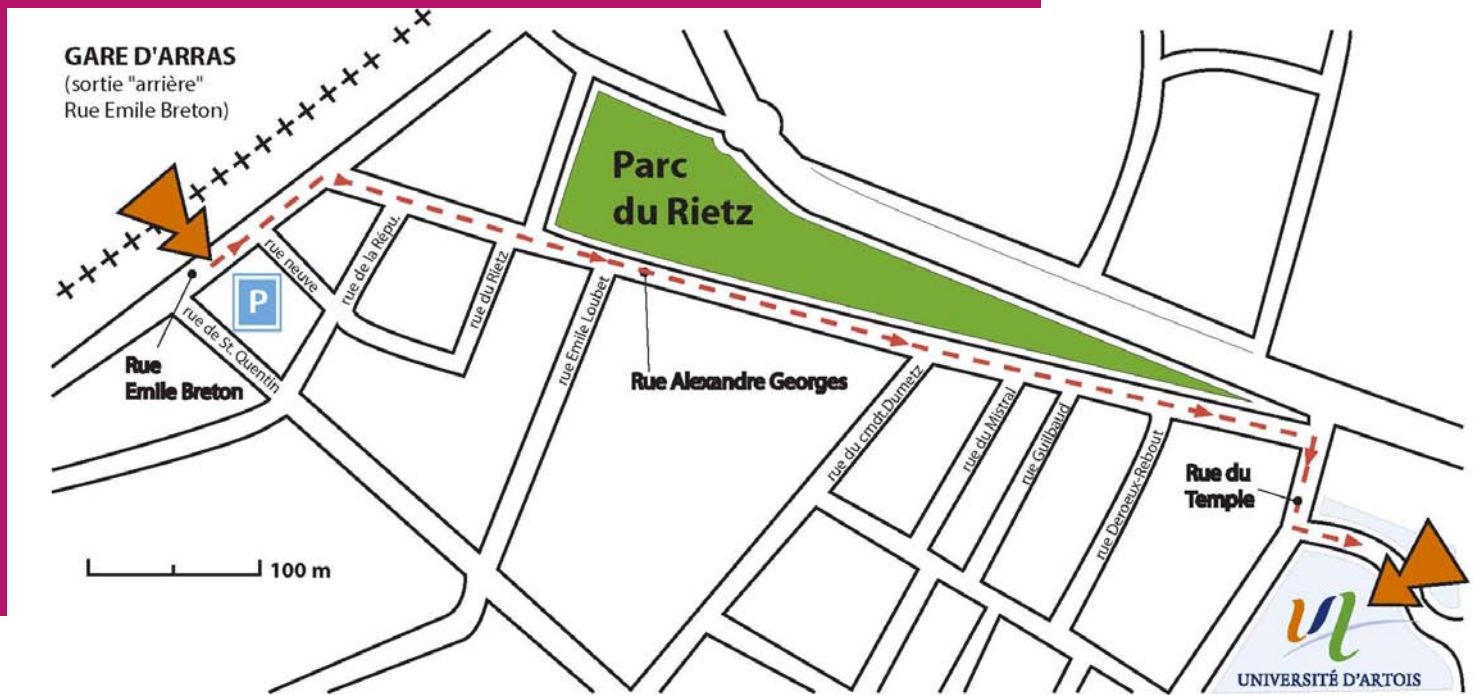 GARE D'ARRAS
(sortie "arrière"
Rue Emile Breton)
Parc
du Rietz
rue neuve
rue de la Répu.
P
rue du Rietz
rue de St. Quentin
Rue
Emile Breton
rue Emile Loubet
Rue Alexandre Georges
rue du cmdt.Dumetz
rue du Mistral
rue Guilbaud
rue Deroeux-Rebout
Rue du
Temple
100 m
UNIVERSITÉ D'ARTOIS